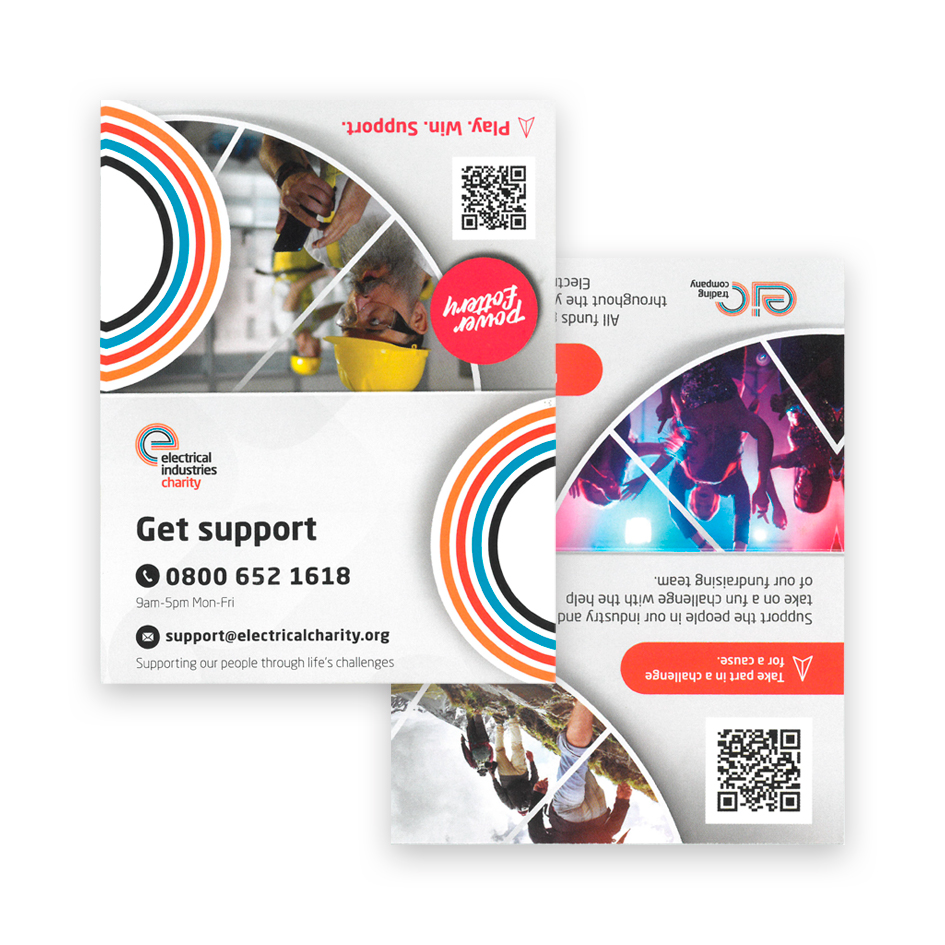 Play. Win. Support.
Power
Lottery
electrical
industries
charity
Get support
0800 652 1618
9am-5pm Mon-Fri
support@electricalcharity.org
Supporting our people through life's challenges
eic
trading
company
All funds
throughout the y
Electr
Support the people in our industry and
take on a fun challenge with the help
of our fundraising team.
Take part in a challenge
for a cause.